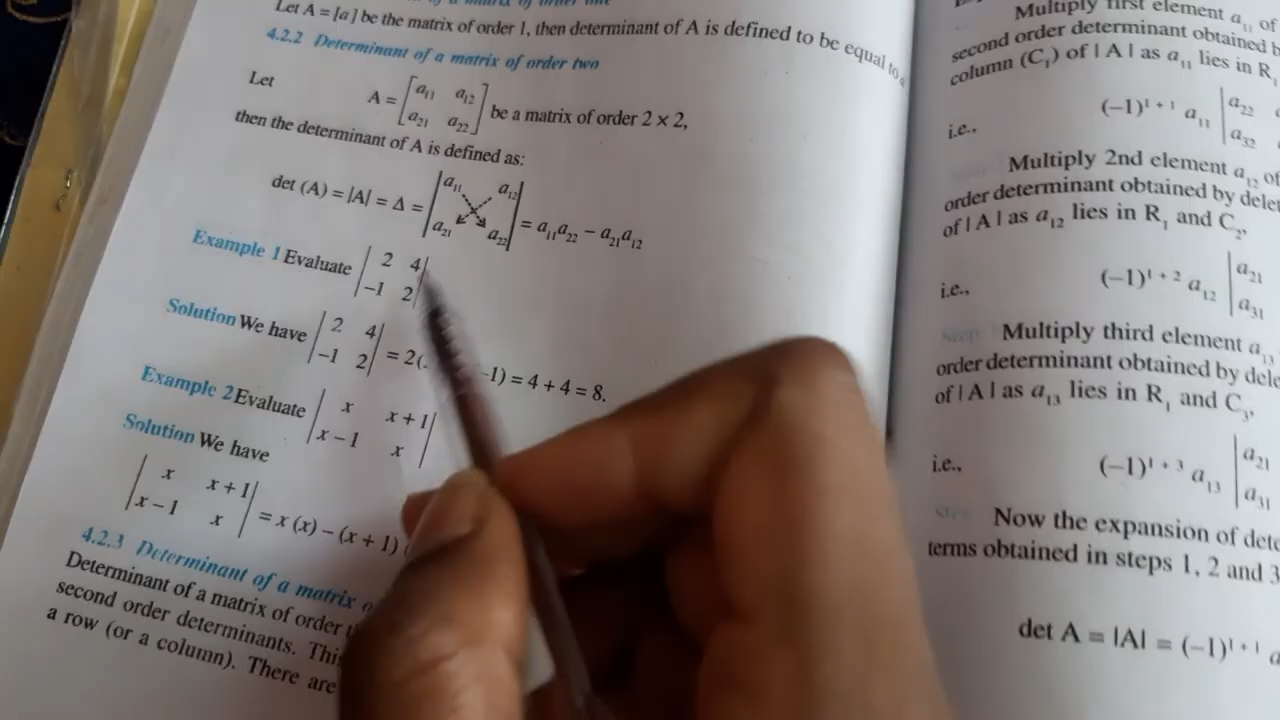 Let A = [a] be the matrix of order 1, then determinant of A is defined to be equal to a
4.2.2 Determinant of a matrix of order two
Let A = [ a₁₁ a₁₂
a₂₁ a₂₂ ] be a matrix of order 2 × 2,
then the determinant of A is defined as:
det (A) = |A| = Δ = | a₁₁ a₁₂
a₂₁ a₂₂ | = a₁₁a₂₂ – a₂₁a₁₂
Example 1 Evaluate | 2 4
–1 2 |
Solution We have | 2 4
–1 2 | = 2( –1) = 4 + 4 = 8.
Example 2 Evaluate | x x + 1
x – 1 x |
Solution We have
| x x + 1
x – 1 x | = x (x) – (x + 1)
4.2.3 Determinant of a matrix
Determinant of a matrix of order
second order determinants. This
a row (or a column). There are
Multiply first element a₁₁ of
second order determinant obtained
column (C₁) of | A | as a₁₁ lies in R₁
i.e., (–1)¹⁺¹ a₁₁ | a₂₂
a₃₂
Multiply 2nd element a₁₂ of
order determinant obtained by
of | A | as a₁₂ lies in R₁ and C₂,
i.e., (–1)¹⁺² a₁₂ | a₂₁
a₃₁
Multiply third element a₁₃
order determinant obtained by
of | A | as a₁₃ lies in R₁ and C₃,
i.e., (–1)¹⁺³ a₁₃ | a₂₁
a₃₁
Now the expansion of
terms obtained in steps 1, 2 and 3
det A = |A| = (–1)¹⁺¹ a